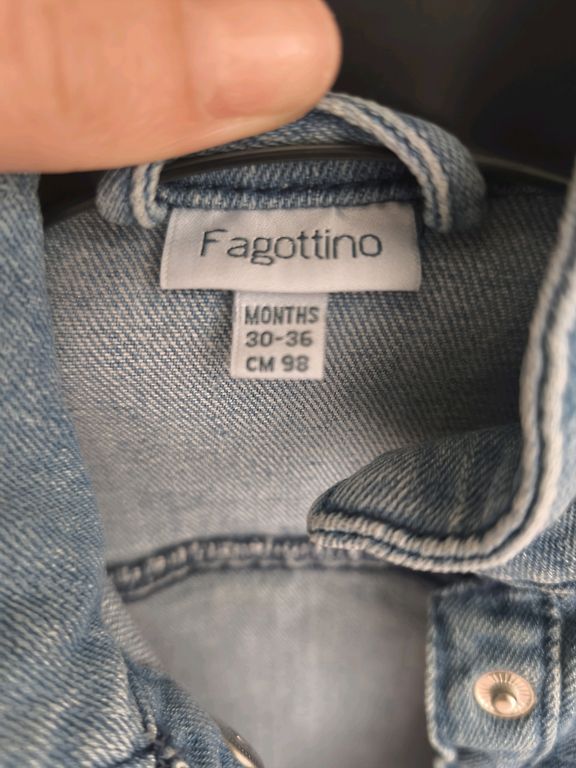 Fagottino
MONTHS
30-36
CM 98